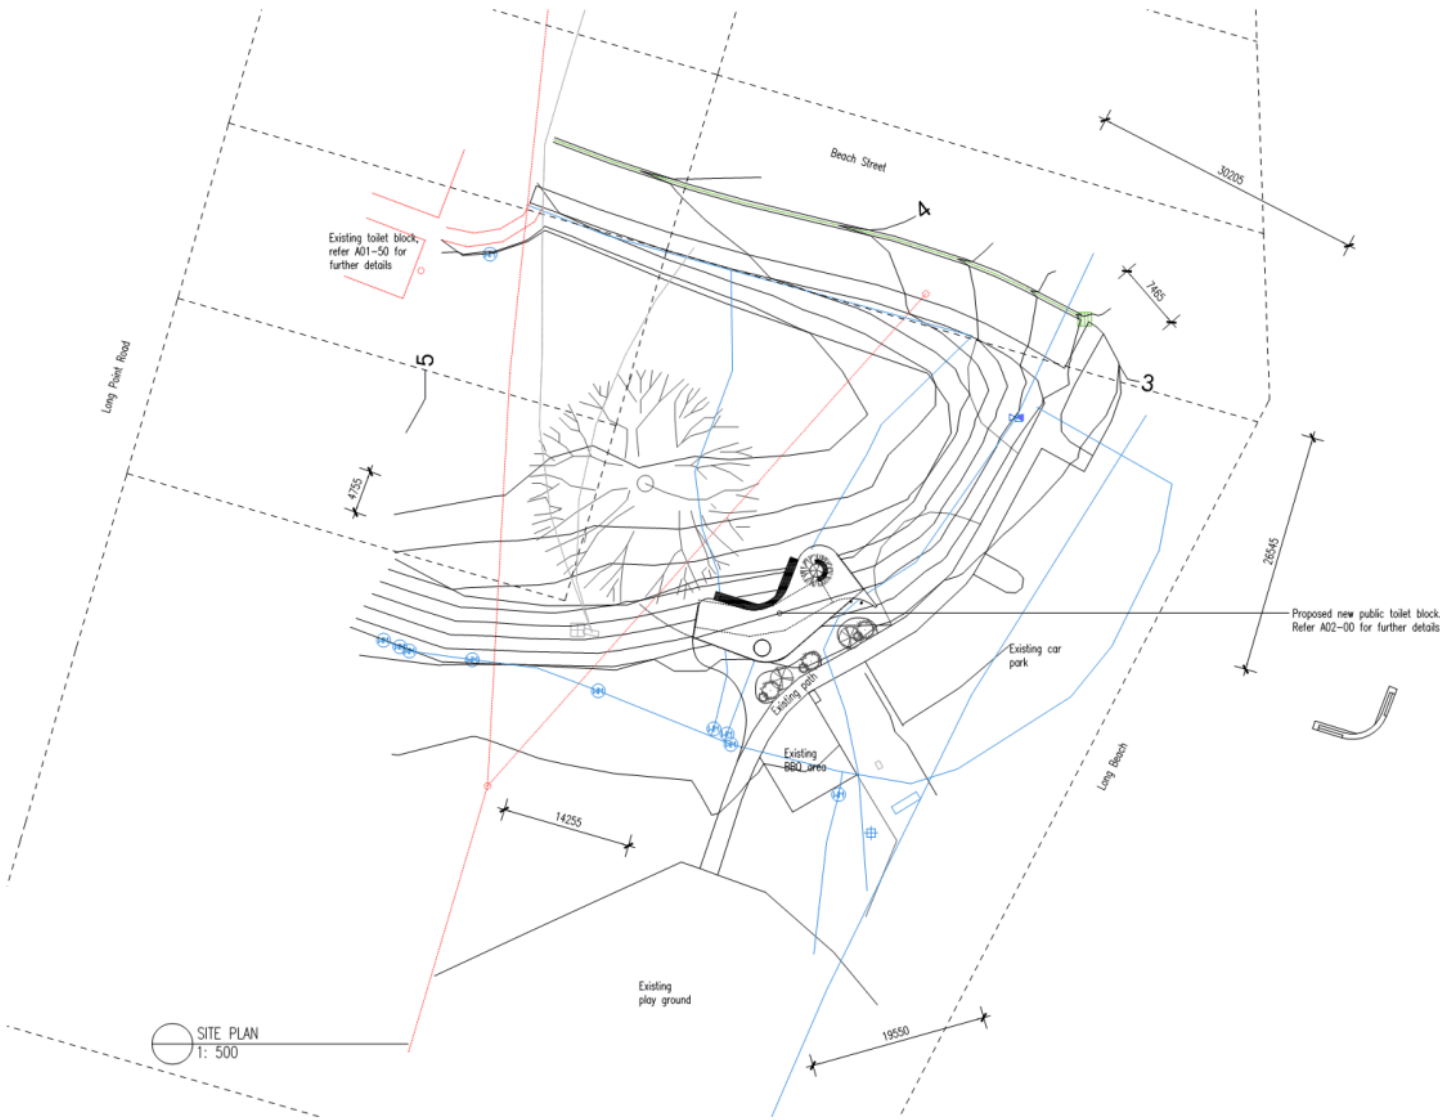 Beach Street
30205
4
Existing toilet block,
refer A01-50 for
further details
7465
5
Long Point Road
3
4755
26545
Proposed new public toilet block.
Refer A02-00 for further details
Existing car
park
Existing path
Existing
BBQ area
Long Beach
14255
Existing
play ground
19550
SITE PLAN
1: 500